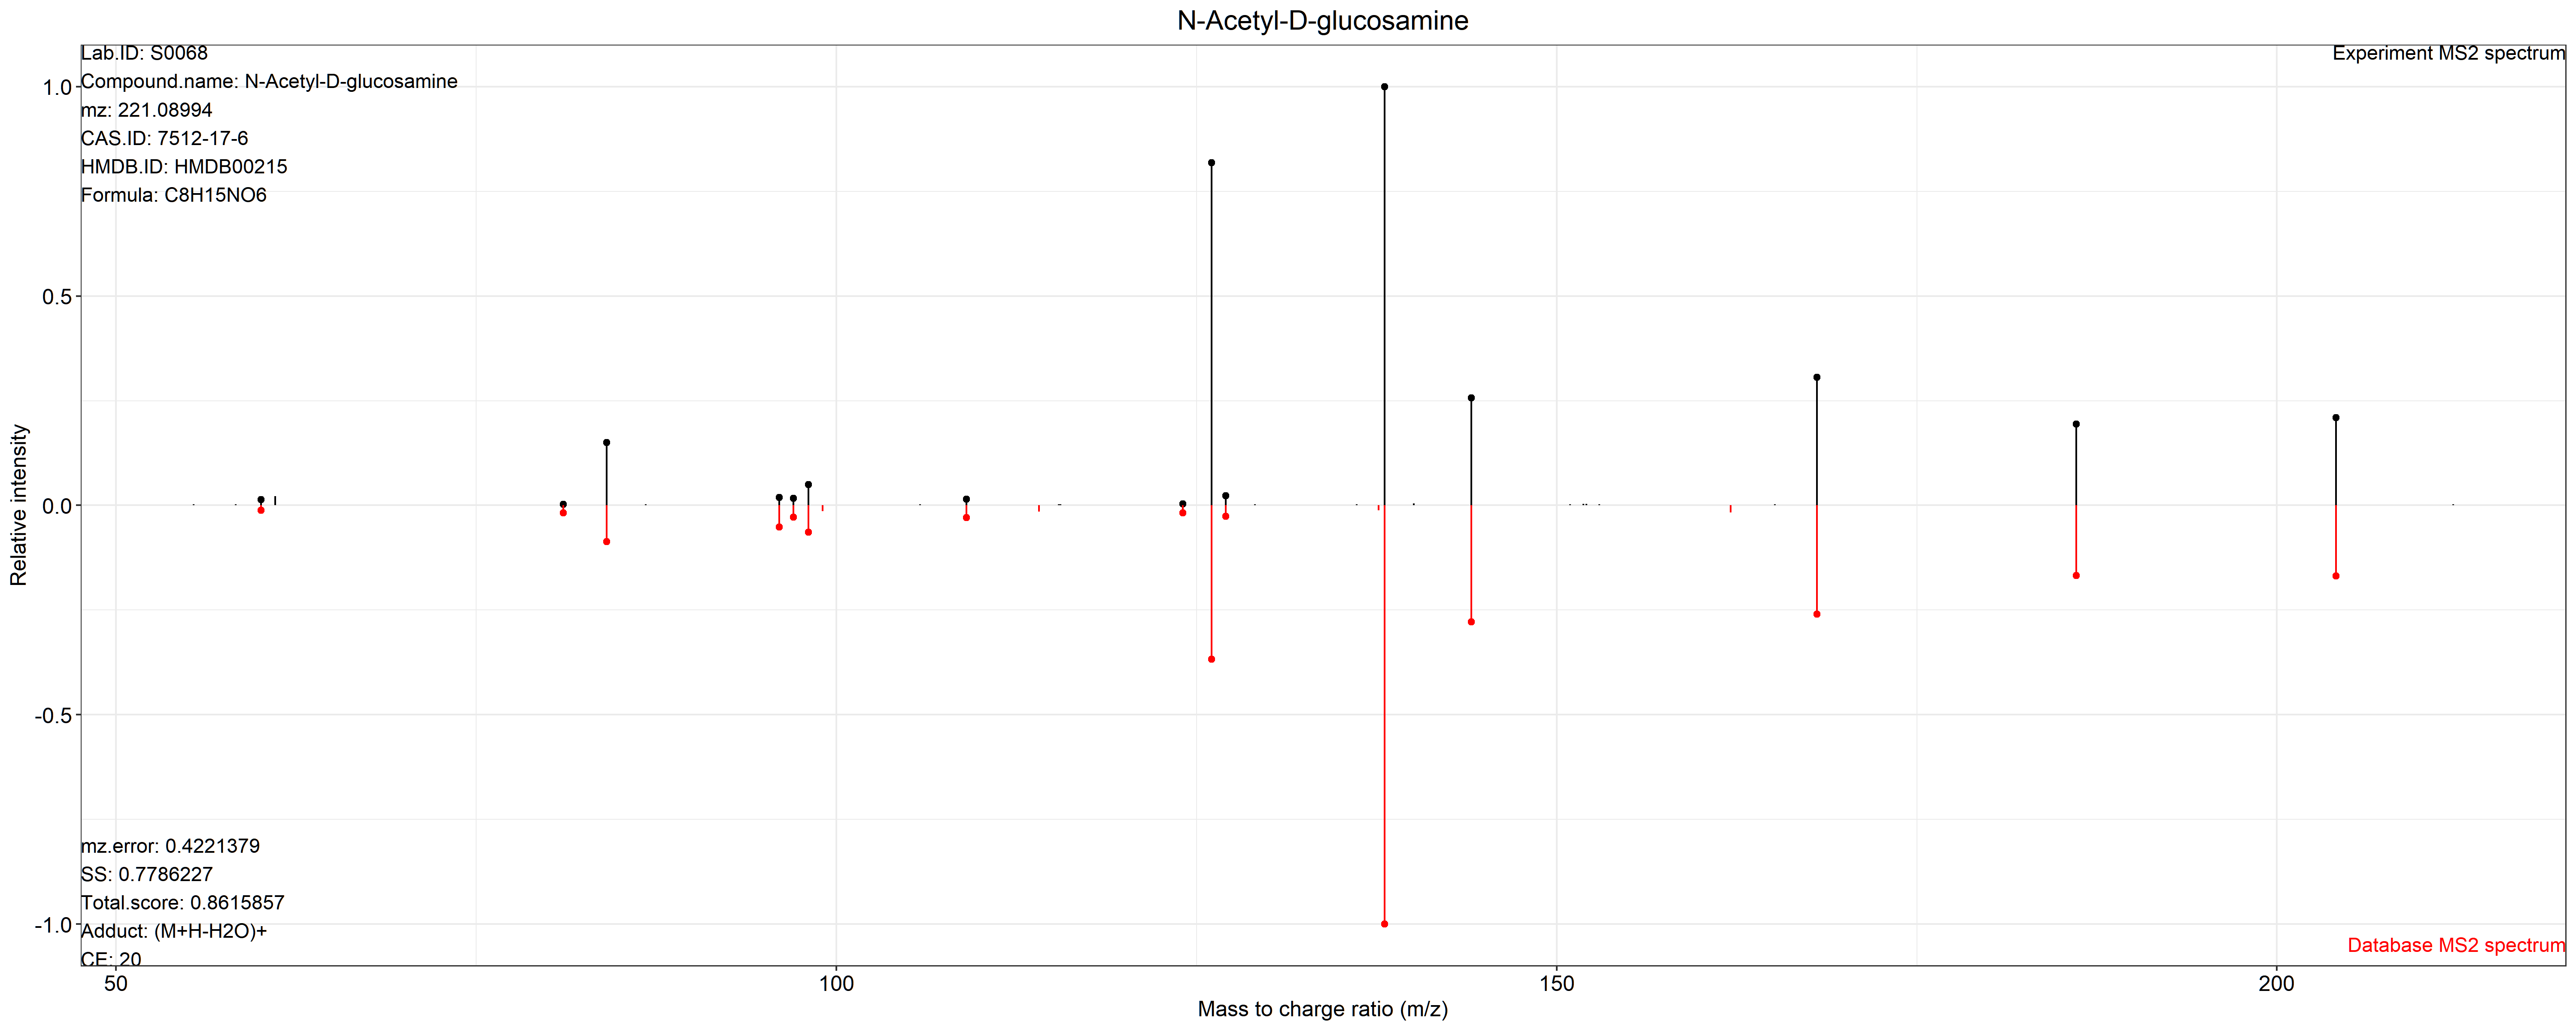 N-Acetyl-D-glucosamine
Lab.ID: S0068
Experiment MS2 spectrum
Compound.name: N-Acetyl-D-glucosamine
mz: 221.08994
CAS.ID: 7512-17-6
HMDB.ID: HMDB00215
Formula: C8H15NO6
1.0
0.5
0.0
-0.5
-1.0
Relative intensity
mz.error: 0.4221379
SS: 0.7786227
Total.score: 0.8615857
Adduct: (M+H-H2O)+
CE: 20
Database MS2 spectrum
50
100
150
200
Mass to charge ratio (m/z)